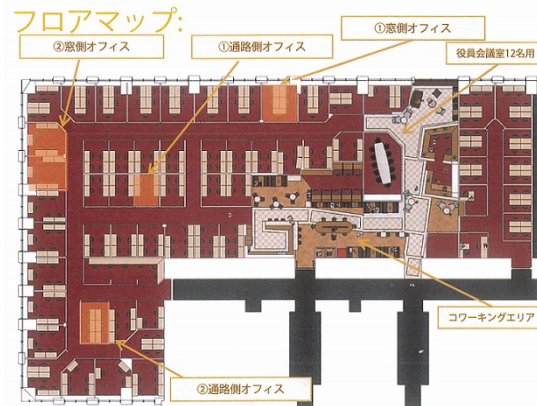 フロアマップ:
①窓側オフィス
②窓側オフィス
①通路側オフィス
役員会議室12名用
コワーキングエリア
②通路側オフィス